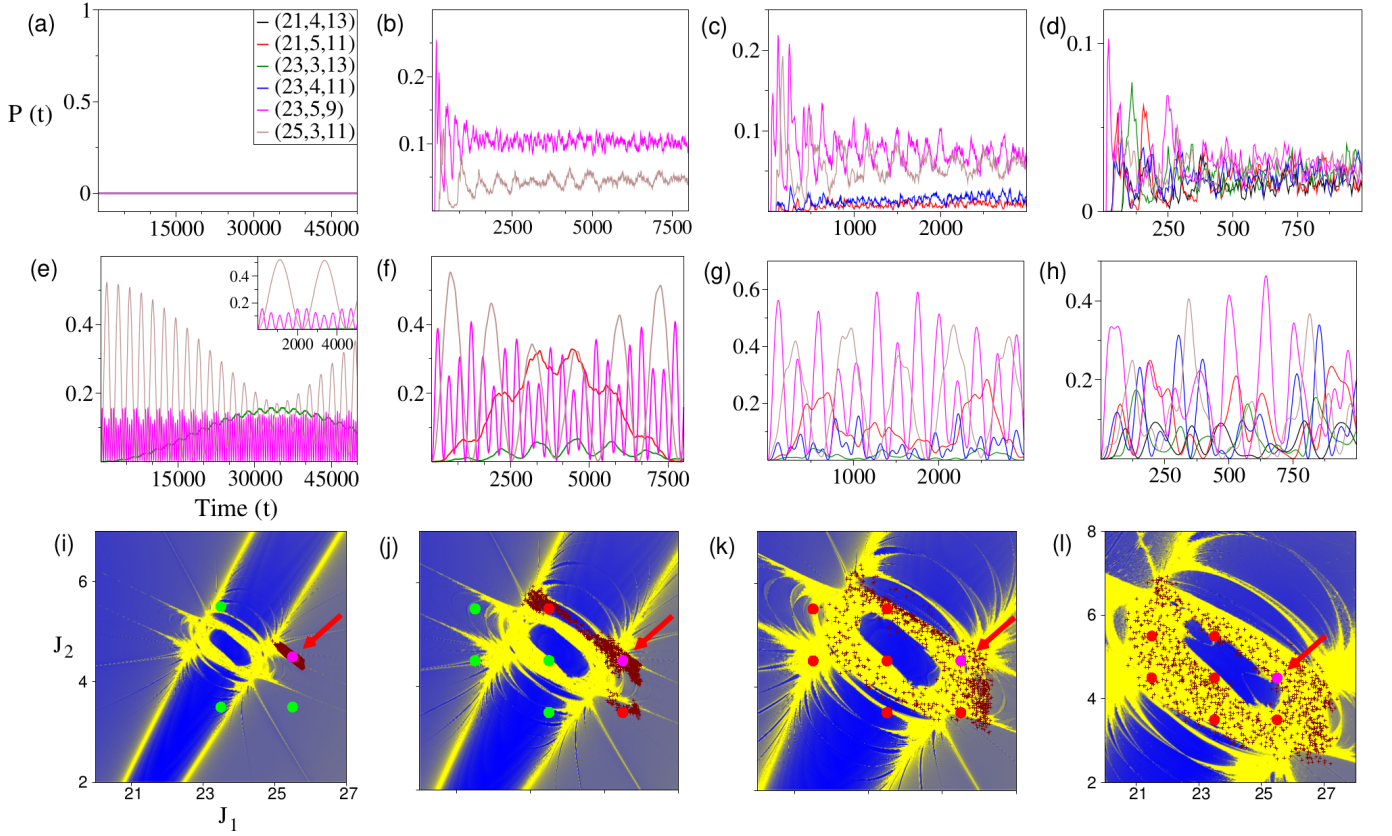 (a)
1
0.5
0
P (t)
(21,4,13)
(21,5,11)
(23,3,13)
(23,4,11)
(23,5,9)
(25,3,11)
15000 30000 45000
(b)
0.2
0.1
2500 5000 7500
(c)
0.2
0.1
1000 2000
(d)
0.1
0
250 500 750
(e)
0.4
0.2
0.4
0.2
2000 4000
15000 30000 45000
Time (t)
(f)
0.4
0.2
2500 5000 7500
(g)
0.6
0.4
0.2
1000 2000
(h)
0.4
0.2
250 500 750
(i)
6
4
2
J2
21 23 25 27
J1
(j)
(k)
(l)
8
6
4
2
21 23 25 27